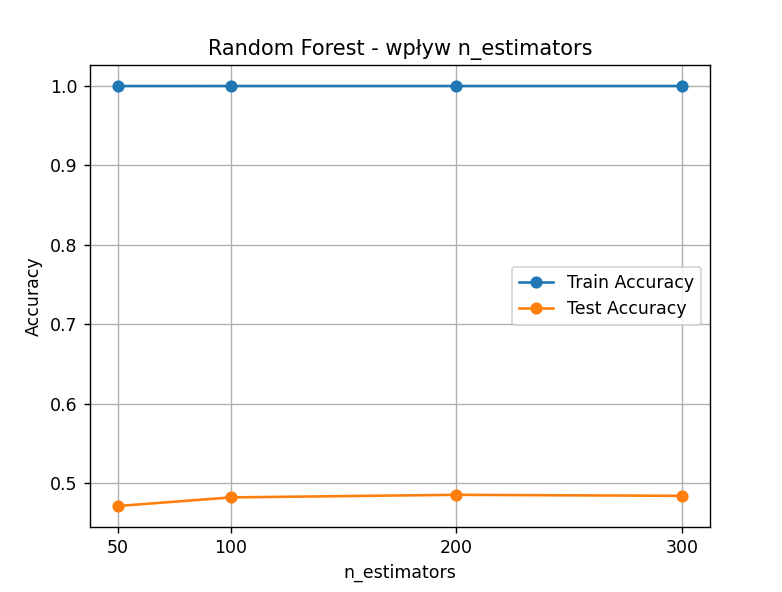 Random Forest - wpływ n_estimators
1.0
0.9
0.8
0.7
0.6
0.5
Accuracy
Train Accuracy
Test Accuracy
50 100 200 300
n_estimators